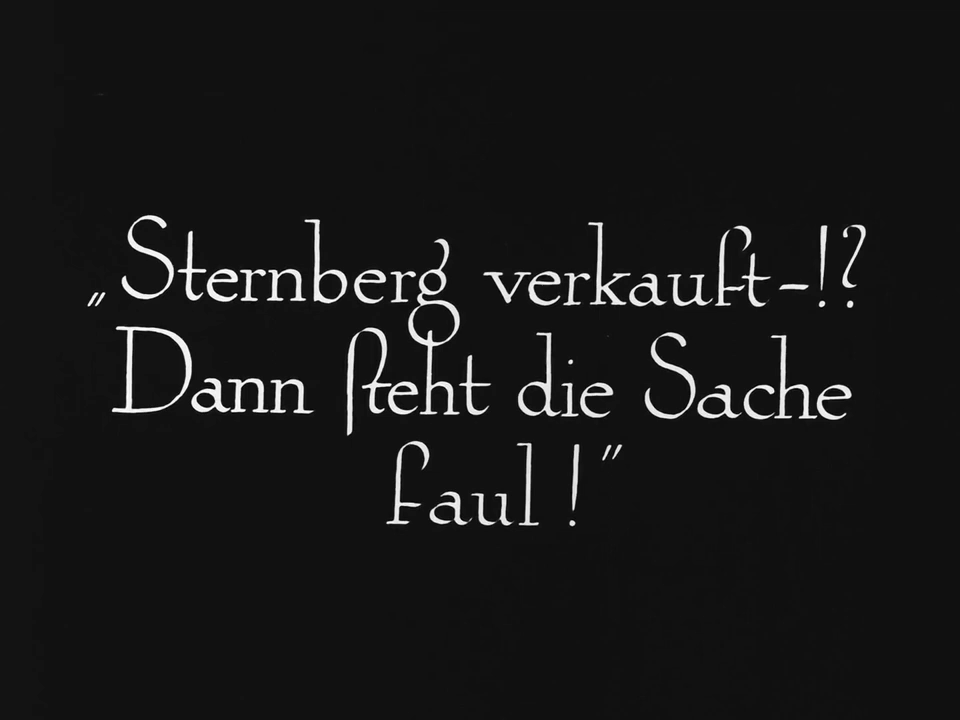 „Sternberg verkauft-!?
Dann ſteht die Sache
faul!”